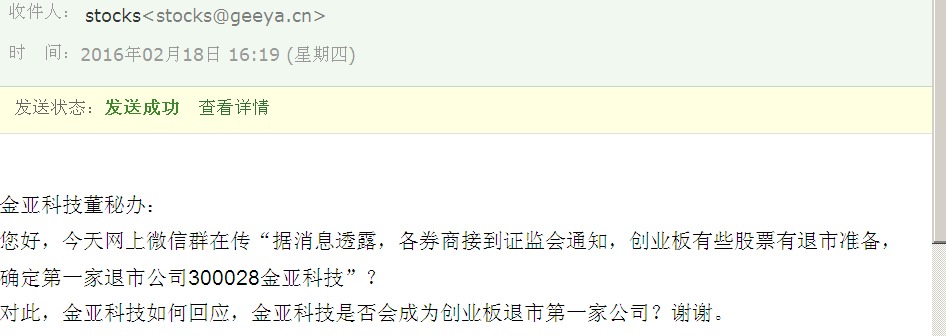 收件人： stocks<stocks@geeya.cn>
时　间： 2016年02月18日 16:19 (星期四)
发送状态： 发送成功 查看详情
金亚科技董秘办：
您好，今天网上微信群在传“据消息透露，各券商接到证监会通知，创业板有些股票有退市准备，
确定第一家退市公司300028金亚科技”？
对此，金亚科技如何回应，金亚科技是否会成为创业板退市第一家公司？谢谢。